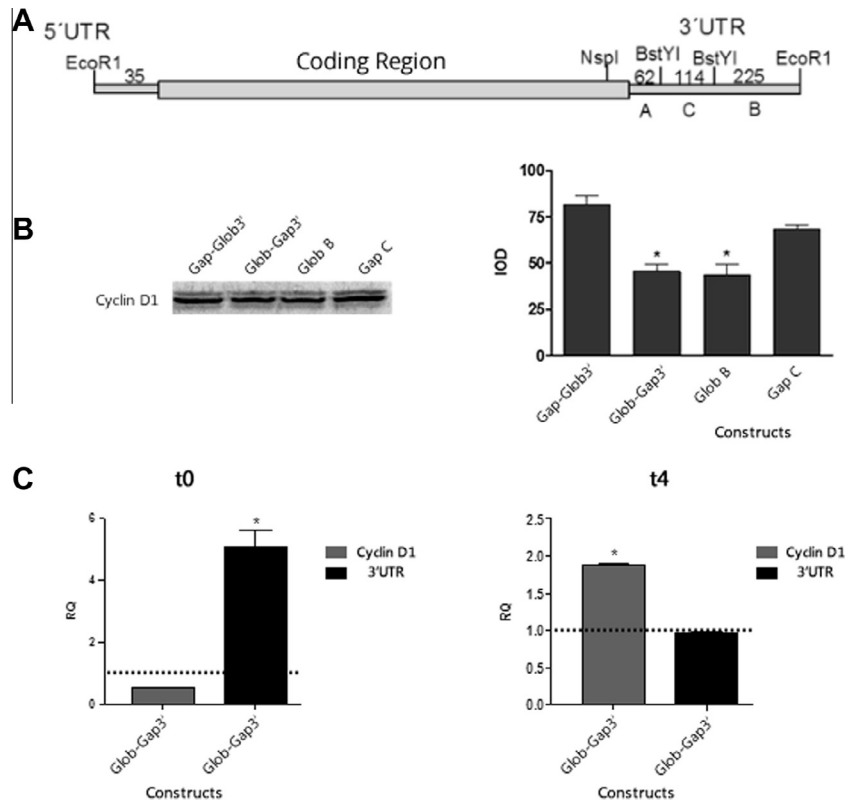 A
5´UTR
3´UTR
EcoR1
35
Coding Region
NspI
BstYI
BstYI
EcoR1
62
114
225
A
C
B
B
Gap-Glob3'
Glob-Gap3'
Glob B
Gap C
Cyclin D1
100
75
50
25
0
IOD
*
*
Gap-Glob3'
Glob-Gap3'
Glob B
Gap C
Constructs
C
t0
6
4
2
0
RQ
*
Cyclin D1
3'UTR
Glob-Gap3'
Glob-Gap3'
Constructs
t4
2.5
2.0
1.5
1.0
0.5
0.0
RQ
*
Cyclin D1
3'UTR
Glob-Gap3'
Glob-Gap3'
Constructs